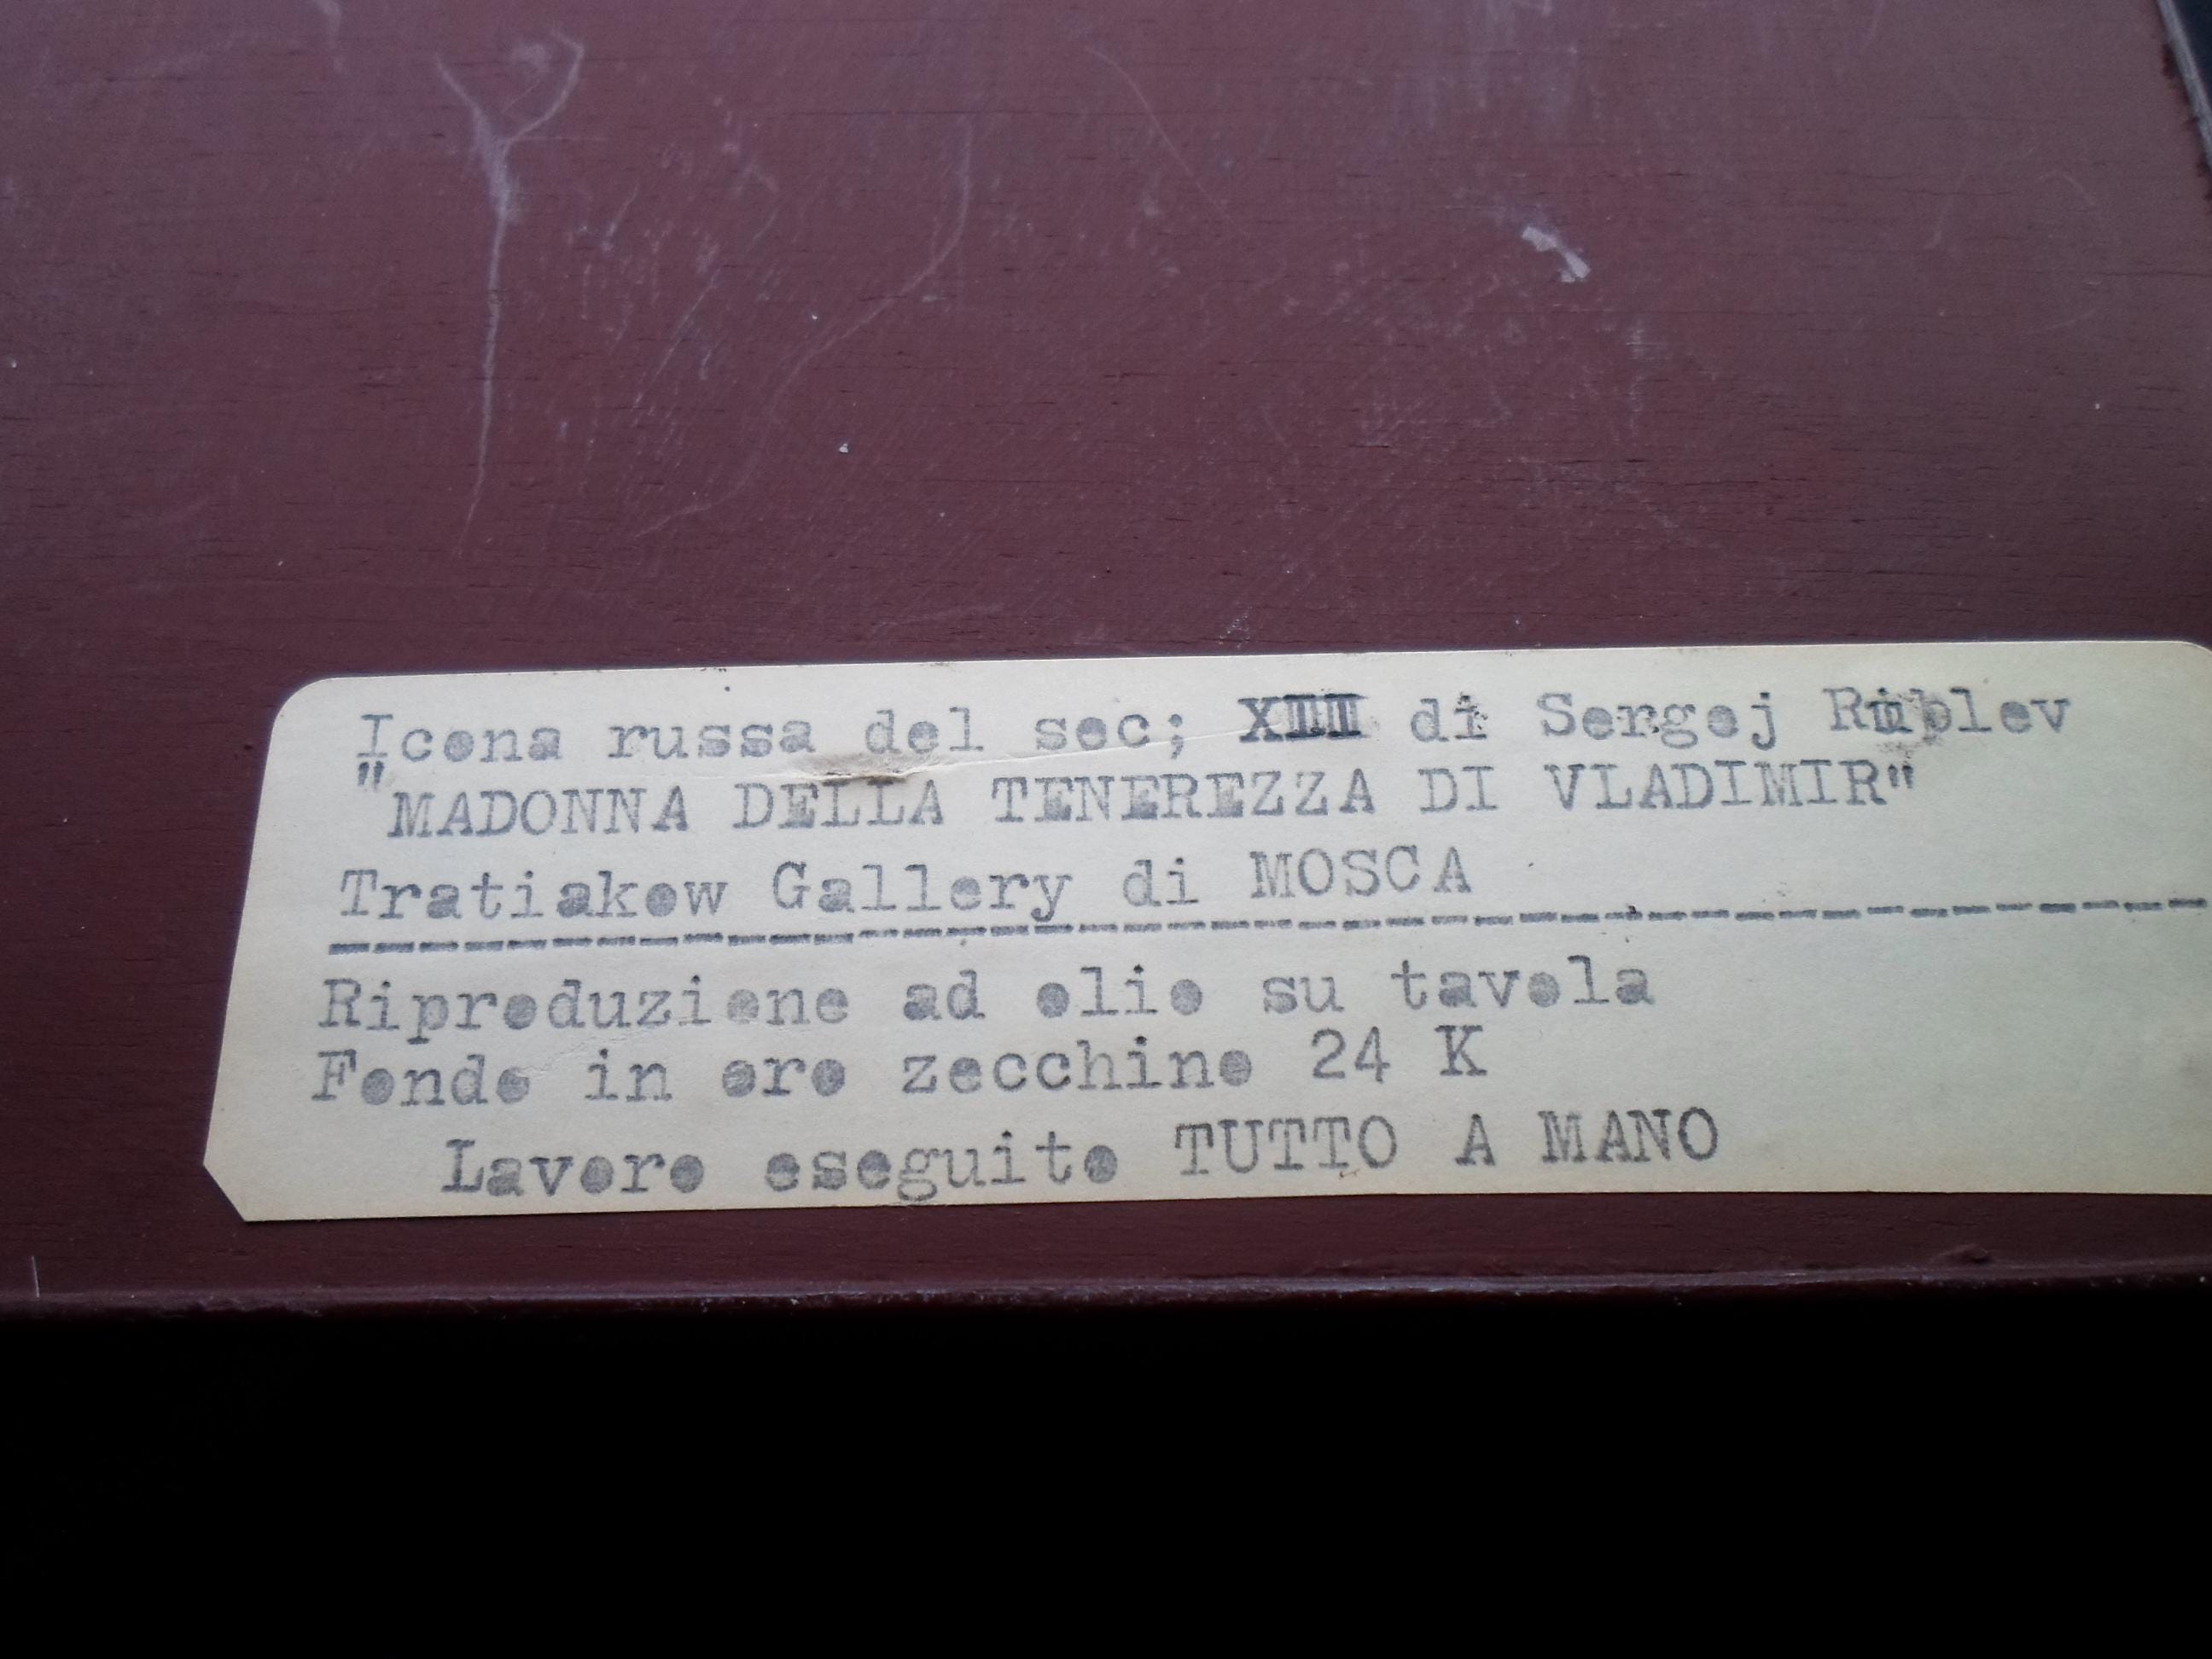 Icona russa del sec; XIII di Sergej Rublev
"MADONNA DELLA TENEREZZA DI VLADIMIR"
Tratiakow Gallery di MOSCA
--------------------------------------------
Riproduzione ad olio su tavola
Fondo in oro zecchino 24 K
Lavoro eseguito TUTTO A MANO